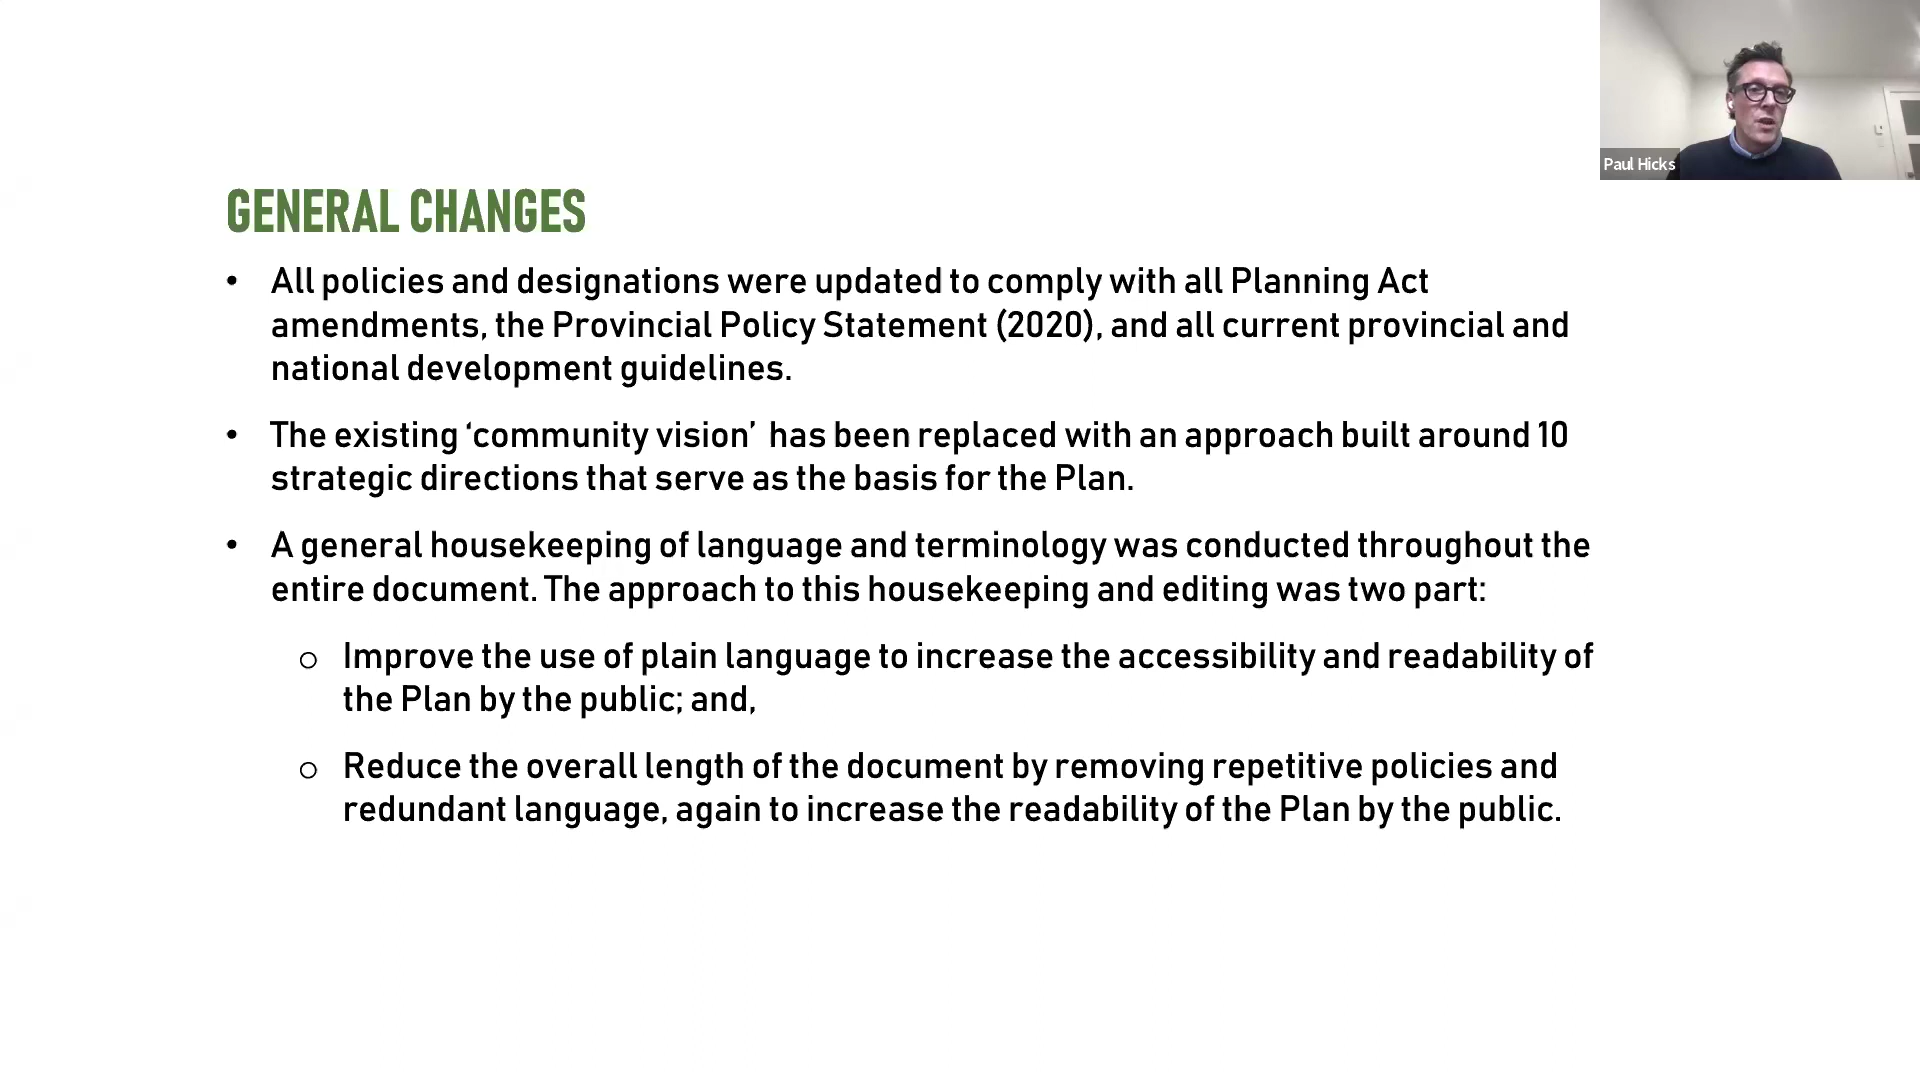 Paul Hicks
GENERAL CHANGES
• All policies and designations were updated to comply with all Planning Act
amendments, the Provincial Policy Statement (2020), and all current provincial and
national development guidelines.
• The existing ‘community vision’ has been replaced with an approach built around 10
strategic directions that serve as the basis for the Plan.
• A general housekeeping of language and terminology was conducted throughout the
entire document. The approach to this housekeeping and editing was two part:
o Improve the use of plain language to increase the accessibility and readability of
the Plan by the public; and,
o Reduce the overall length of the document by removing repetitive policies and
redundant language, again to increase the readability of the Plan by the public.